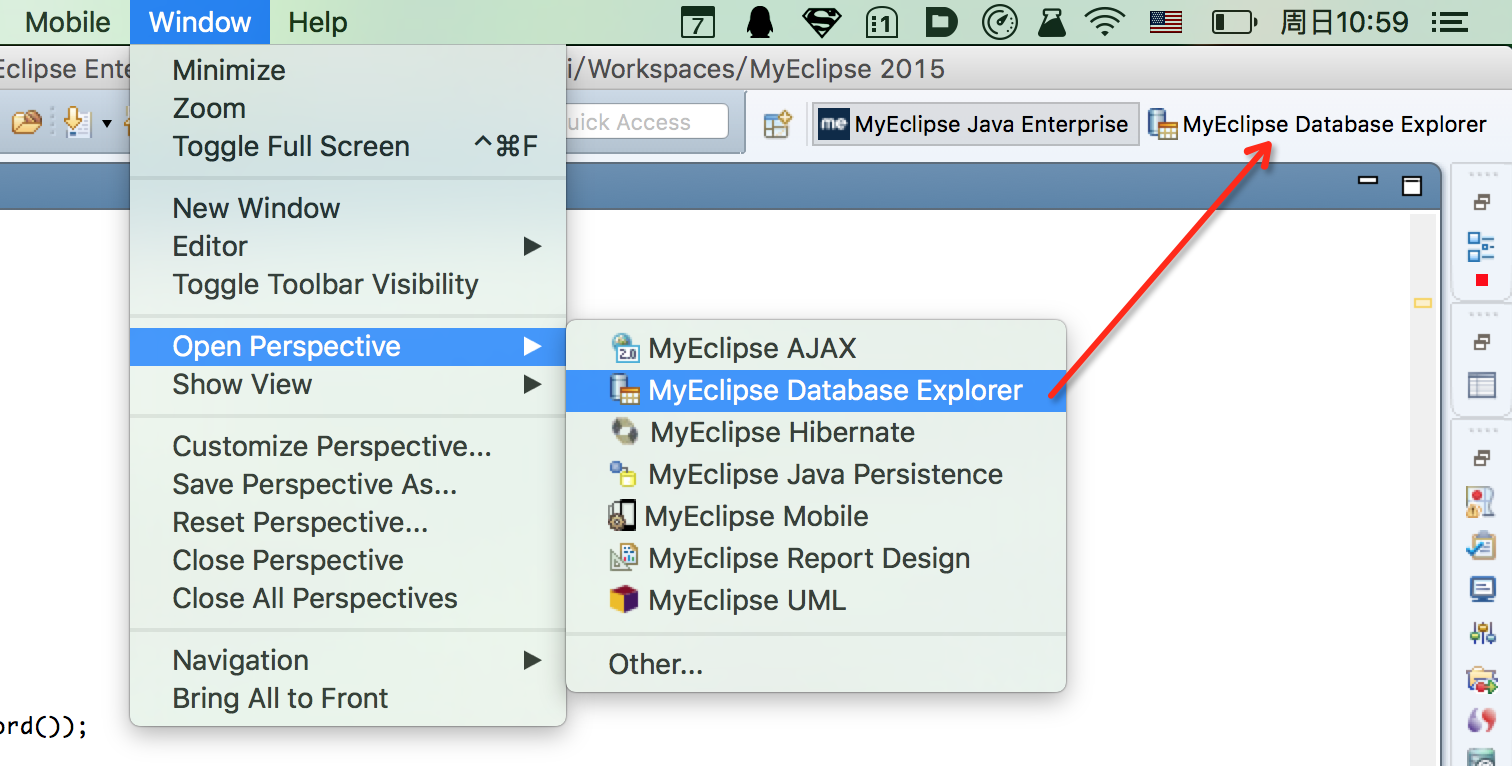 Mobile Window Help 7 :1 周日10:59
Eclipse Ente i/Workspaces/MyEclipse 2015
uick Access me MyEclipse Java Enterprise MyEclipse Database Explorer
Minimize
Zoom
Toggle Full Screen ^⌘F
New Window
Editor
Toggle Toolbar Visibility
Open Perspective
Show View
Customize Perspective...
Save Perspective As...
Reset Perspective...
Close Perspective
Close All Perspectives
Navigation
Bring All to Front
2.0 MyEclipse AJAX
MyEclipse Database Explorer
MyEclipse Hibernate
MyEclipse Java Persistence
MyEclipse Mobile
MyEclipse Report Design
MyEclipse UML
Other...
ord());